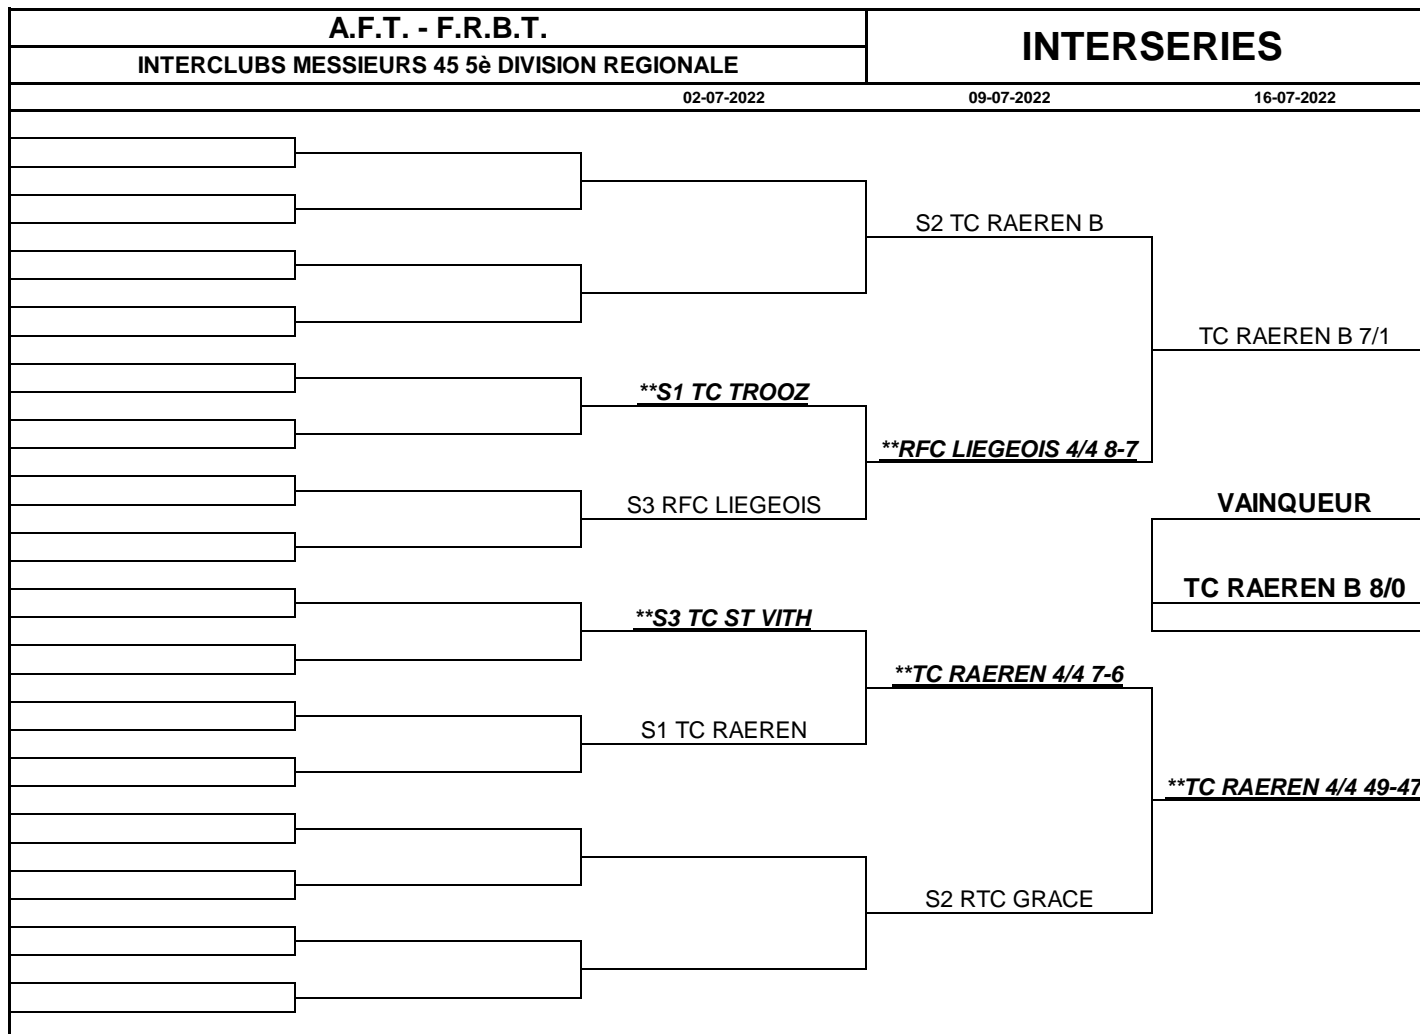 A.F.T. - F.R.B.T.
INTERSERIES
INTERCLUBS MESSIEURS 45 5è DIVISION REGIONALE
02-07-2022 09-07-2022 16-07-2022
S2 TC RAEREN B
TC RAEREN B 7/1
**S1 TC TROOZ
**RFC LIEGEOIS 4/4 8-7
S3 RFC LIEGEOIS
VAINQUEUR
TC RAEREN B 8/0
**S3 TC ST VITH
**TC RAEREN 4/4 7-6
S1 TC RAEREN
**TC RAEREN 4/4 49-47
S2 RTC GRACE